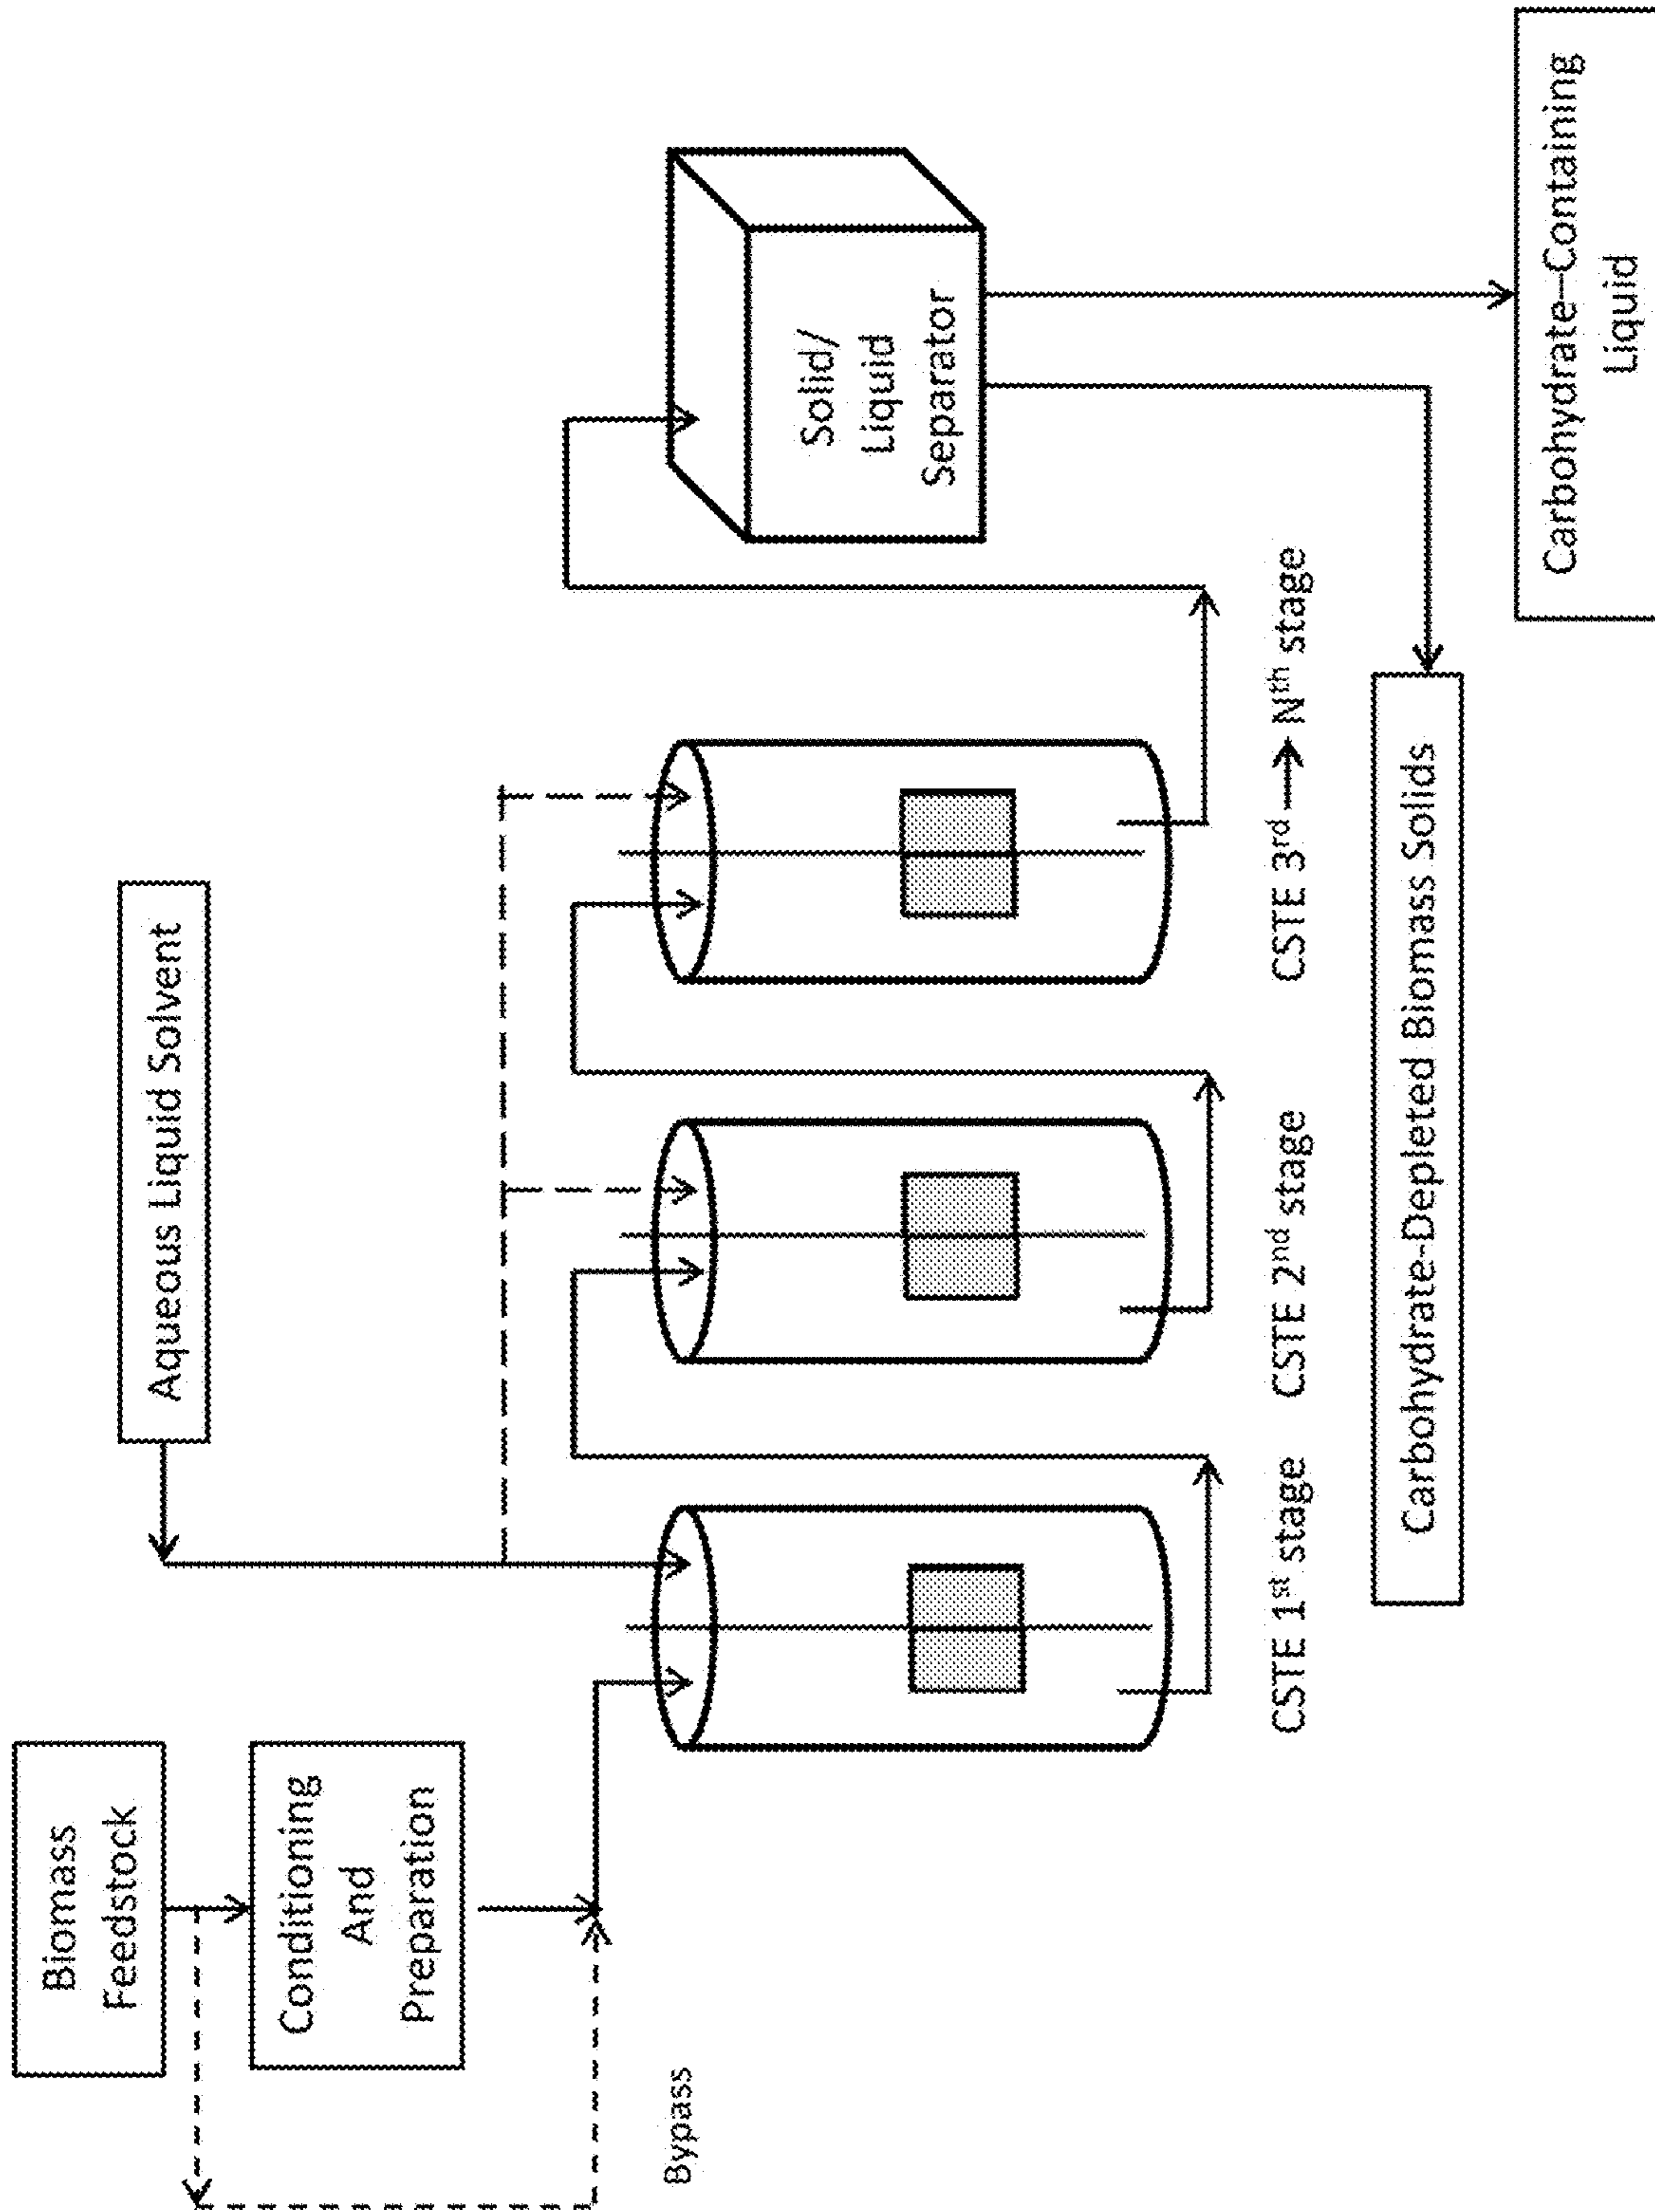 Biomass
Feedstock
Conditioning
And
Preparation
Bypass
Aqueous Liquid Solvent
CSTE 1st stage
CSTE 2nd stage
CSTE 3rd → Nth stage
Solid/
Liquid
Separator
Carbohydrate-Depleted Biomass Solids
Carbohydrate–Containing
Liquid